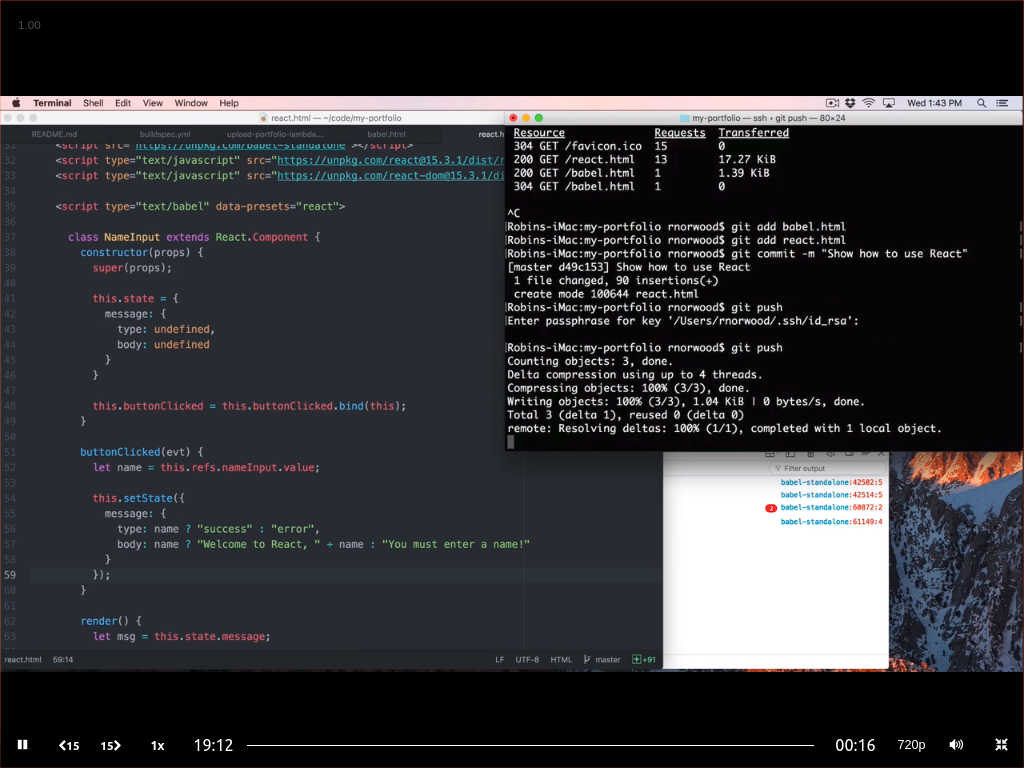 1.00
Terminal Shell Edit View Window Help Wed 1:43 PM
react.html — ~/code/my-portfolio
README.md buildspec.yml upload-portfolio-lambda.... babel.html react.h
31 <script src="https://unpkg.com/babel-standalone"></script>
32 <script type="text/javascript" src="https://unpkg.com/react@15.3.1/dist/r
33 <script type="text/javascript" src="https://unpkg.com/react-dom@15.3.1/di
34
35 <script type="text/babel" data-presets="react">
36
37 class NameInput extends React.Component {
38 constructor(props) {
39 super(props);
40
41 this.state = {
42 message: {
43 type: undefined,
44 body: undefined
45 }
46 }
47
48 this.buttonClicked = this.buttonClicked.bind(this);
49 }
50
51 buttonClicked(evt) {
52 let name = this.refs.nameInput.value;
53
54 this.setState({
55 message: {
56 type: name ? "success" : "error",
57 body: name ? "Welcome to React, " + name : "You must enter a name!"
58 }
59 });
60 }
61
62 render() {
63 let msg = this.state.message;
react.html 59:14 LF UTF-8 HTML master +91
my-portfolio — ssh • git push — 80×24
Resource Requests Transferred
304 GET /favicon.ico 15 0
200 GET /react.html 13 17.27 KiB
200 GET /babel.html 1 1.39 KiB
304 GET /babel.html 1 0
^C
[Robins-iMac:my-portfolio rnorwood$ git add babel.html ]
[Robins-iMac:my-portfolio rnorwood$ git add react.html ]
[Robins-iMac:my-portfolio rnorwood$ git commit -m "Show how to use React" ]
[master d49c153] Show how to use React
1 file changed, 90 insertions(+)
create mode 100644 react.html
[Robins-iMac:my-portfolio rnorwood$ git push ]
[Enter passphrase for key '/Users/rnorwood/.ssh/id_rsa': ]
[Robins-iMac:my-portfolio rnorwood$ git push ]
Counting objects: 3, done.
Delta compression using up to 4 threads.
Compressing objects: 100% (3/3), done.
Writing objects: 100% (3/3), 1.04 KiB | 0 bytes/s, done.
Total 3 (delta 1), reused 0 (delta 0)
remote: Resolving deltas: 100% (1/1), completed with 1 local object.
Filter output
babel-standalone:42502:5
babel-standalone:42514:5
2 babel-standalone:60872:2
babel-standalone:61149:4
15 15 1x 19:12 00:16 720p